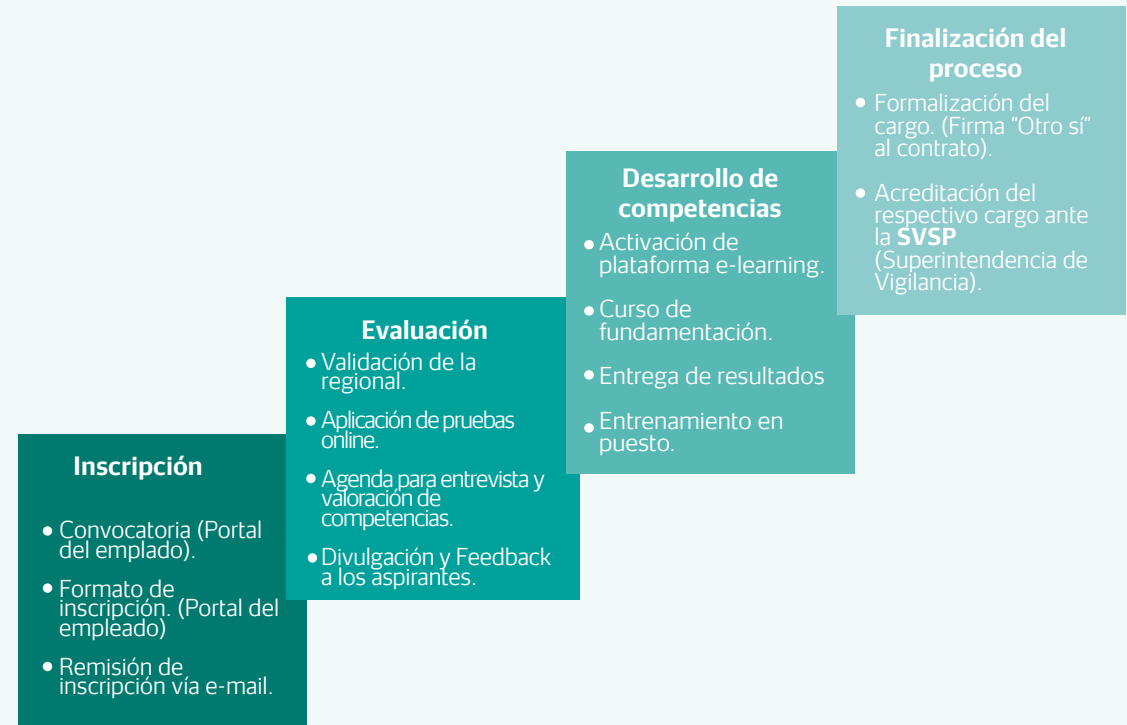 Inscripción
Convocatoria (Portal
del emplado).
Formato de
inscripción. (Portal del
empleado)
Remisión de
inscripción vía e-mail.
Evaluación
Validación de la
regional.
Aplicación de pruebas
online.
Agenda para entrevista y
valoración de
competencias.
Divulgación y Feedback
a los aspirantes.
Desarrollo de
competencias
Activación de
plataforma e-learning.
Curso de
fundamentación.
Entrega de resultados
Entrenamiento en
puesto.
Finalización del
proceso
Formalización del
cargo. (Firma “Otro sí”
al contrato).
Acreditación del
respectivo cargo ante
la SVSP
(Superintendencia de
Vigilancia).